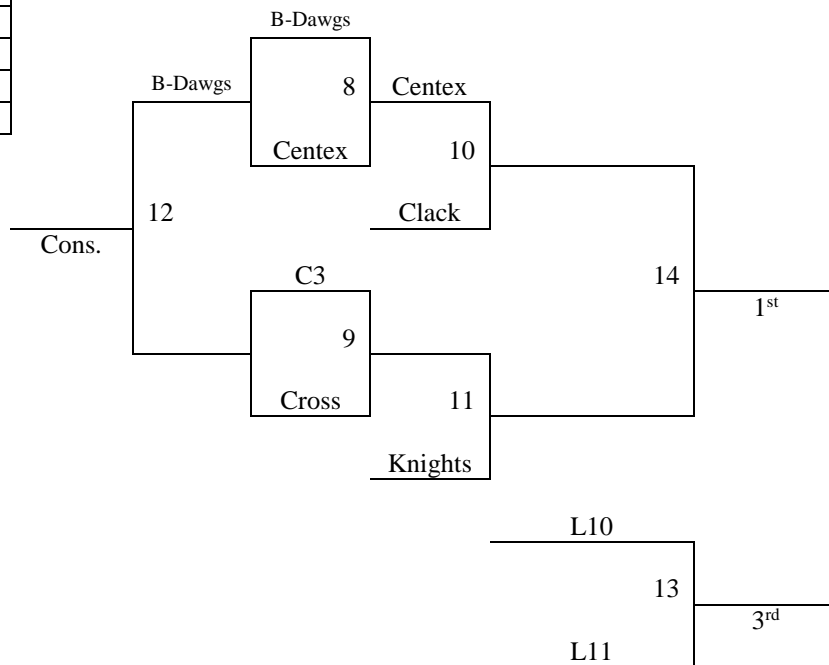 B-Dawgs
B-Dawgs
8
Centex
Centex
10
12
Clack
Cons.
C3
14
1st
9
Cross
11
Knights
L10
13
3rd
L11